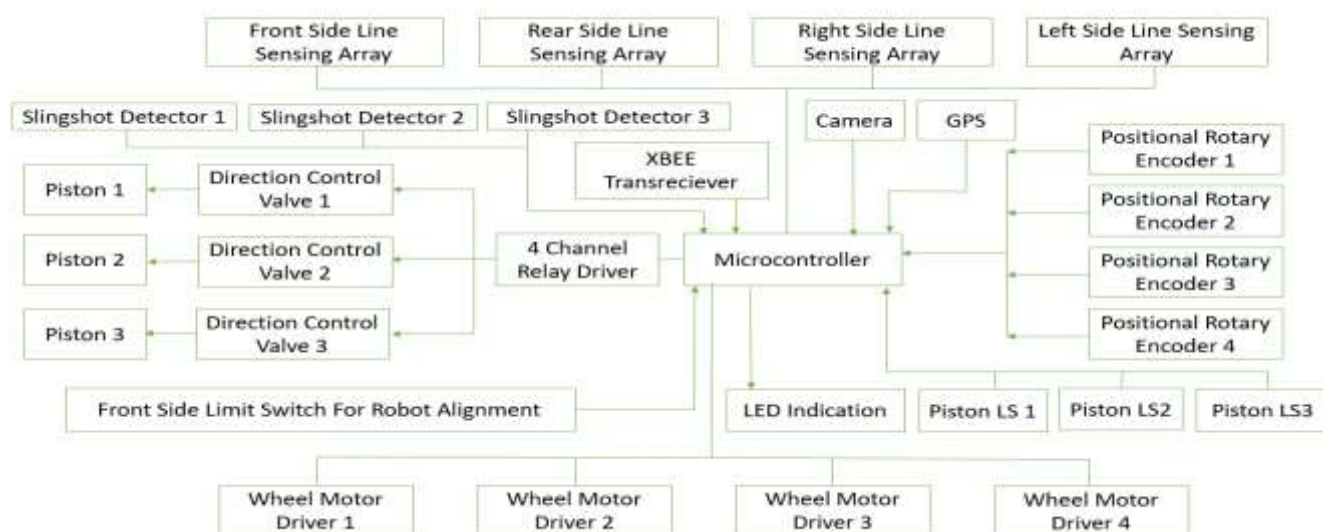 Front Side Line
Sensing Array
Rear Side Line
Sensing Array
Right Side Line
Sensing Array
Left Side Line Sensing
Array
Slingshot Detector 1
Slingshot Detector 2
Slingshot Detector 3
Camera
GPS
XBEE
Transreciever
Positional Rotary
Encoder 1
Piston 1
Direction Control
Valve 1
Positional Rotary
Encoder 2
Piston 2
Direction Control
Valve 2
4 Channel
Relay Driver
Microcontroller
Positional Rotary
Encoder 3
Piston 3
Direction Control
Valve 3
Positional Rotary
Encoder 4
Front Side Limit Switch For Robot Alignment
LED Indication
Piston LS 1
Piston LS2
Piston LS3
Wheel Motor
Driver 1
Wheel Motor
Driver 2
Wheel Motor
Driver 3
Wheel Motor
Driver 4